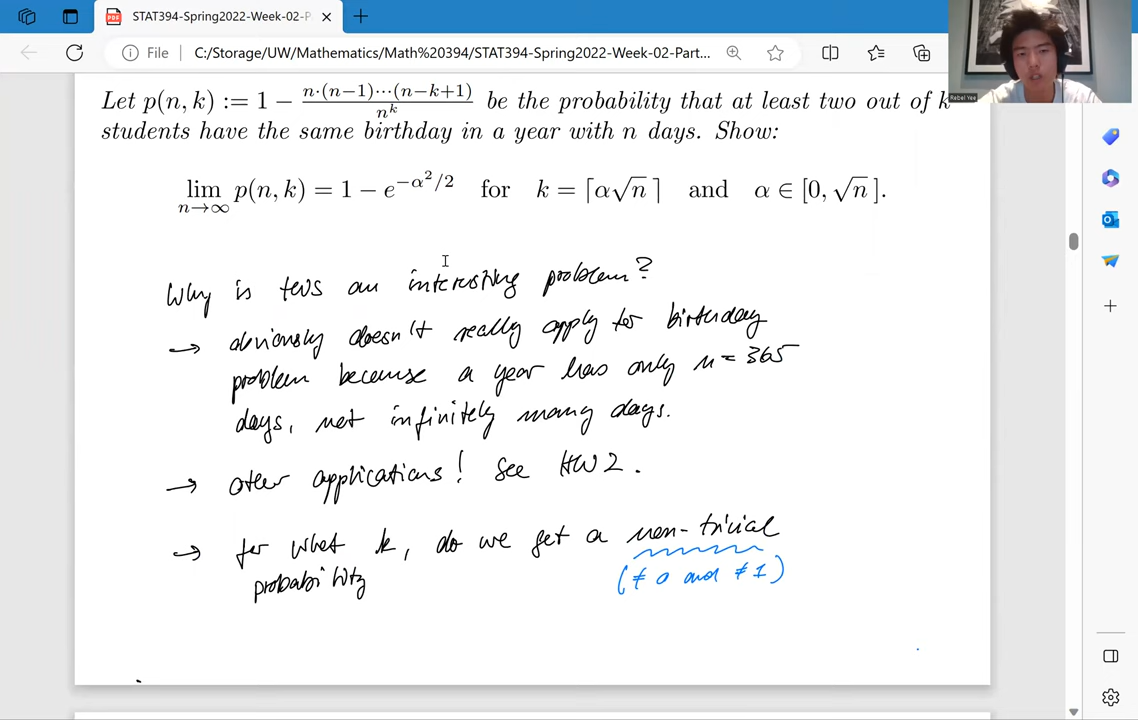 STAT394-Spring2022-Week-02-P
File
C:/Storage/UW/Mathematics/Math%20394/STAT394-Spring2022-Week-02-Part...
Rebel Yee
Let p(n, k) := 1 − n·(n−1)···(n−k+1)/n^k be the probability that at least two out of k
students have the same birthday in a year with n days. Show:
lim n→∞ p(n, k) = 1 − e^{−α²/2} for k = ⌈α√n⌉ and α ∈ [0, √n].
Why is this an interesting problem?
→ obviously doesn't really apply for birthday
problem because a year has only n = 365
days, not infinitely many days.
→ other applications! See HW2.
→ for what k, do we get a non-trivial
probability
(≠ 0 and ≠ 1)